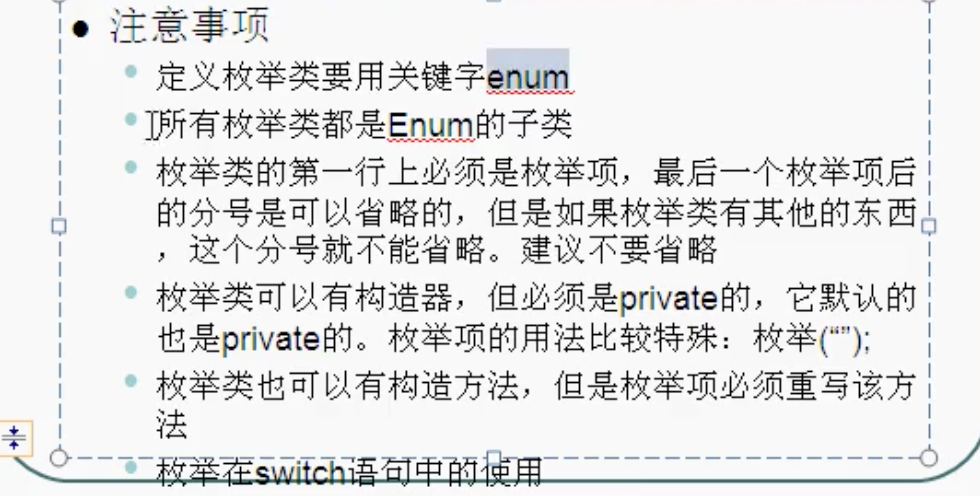 注意事项
定义枚举类要用关键字enum
所有枚举类都是Enum的子类
枚举类的第一行上必须是枚举项，最后一个枚举项后
的分号是可以省略的，但是如果枚举类有其他的东西
，这个分号就不能省略。建议不要省略
枚举类可以有构造器，但必须是private的，它默认的
也是private的。枚举项的用法比较特殊：枚举(“”);
枚举类也可以有构造方法，但是枚举项必须重写该方
法
枚举在switch语句中的使用